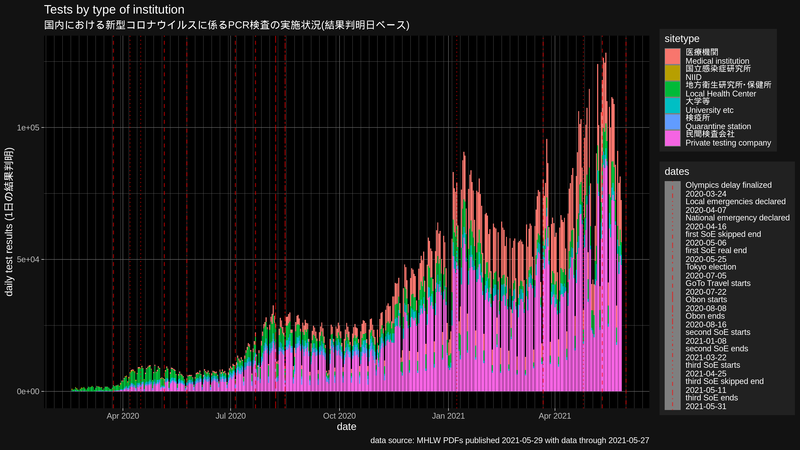 Tests by type of institution
国内における新型コロナウイルスに係るPCR検査の実施状況(結果判明日ベース)
daily test results (1日の結果判明)
1e+05
5e+04
0e+00
Apr 2020
Jul 2020
Oct 2020
Jan 2021
Apr 2021
date
sitetype
医療機関
Medical institution
国立感染症研究所
NIID
地方衛生研究所･保健所
Local Health Center
大学等
University etc
検疫所
Quarantine station
民間検査会社
Private testing company
dates
Olympics delay finalized
2020-03-24
Local emergencies declared
2020-04-07
National emergency declared
2020-04-16
first SoE skipped end
2020-05-06
first SoE real end
2020-05-25
Tokyo election
2020-07-05
GoTo Travel starts
2020-07-22
Obon starts
2020-08-08
Obon ends
2020-08-16
second SoE starts
2021-01-08
second SoE ends
2021-03-22
third SoE starts
2021-04-25
third SoE skipped end
2021-05-11
third SoE ends
2021-05-31
data source: MHLW PDFs published 2021-05-29 with data through 2021-05-27